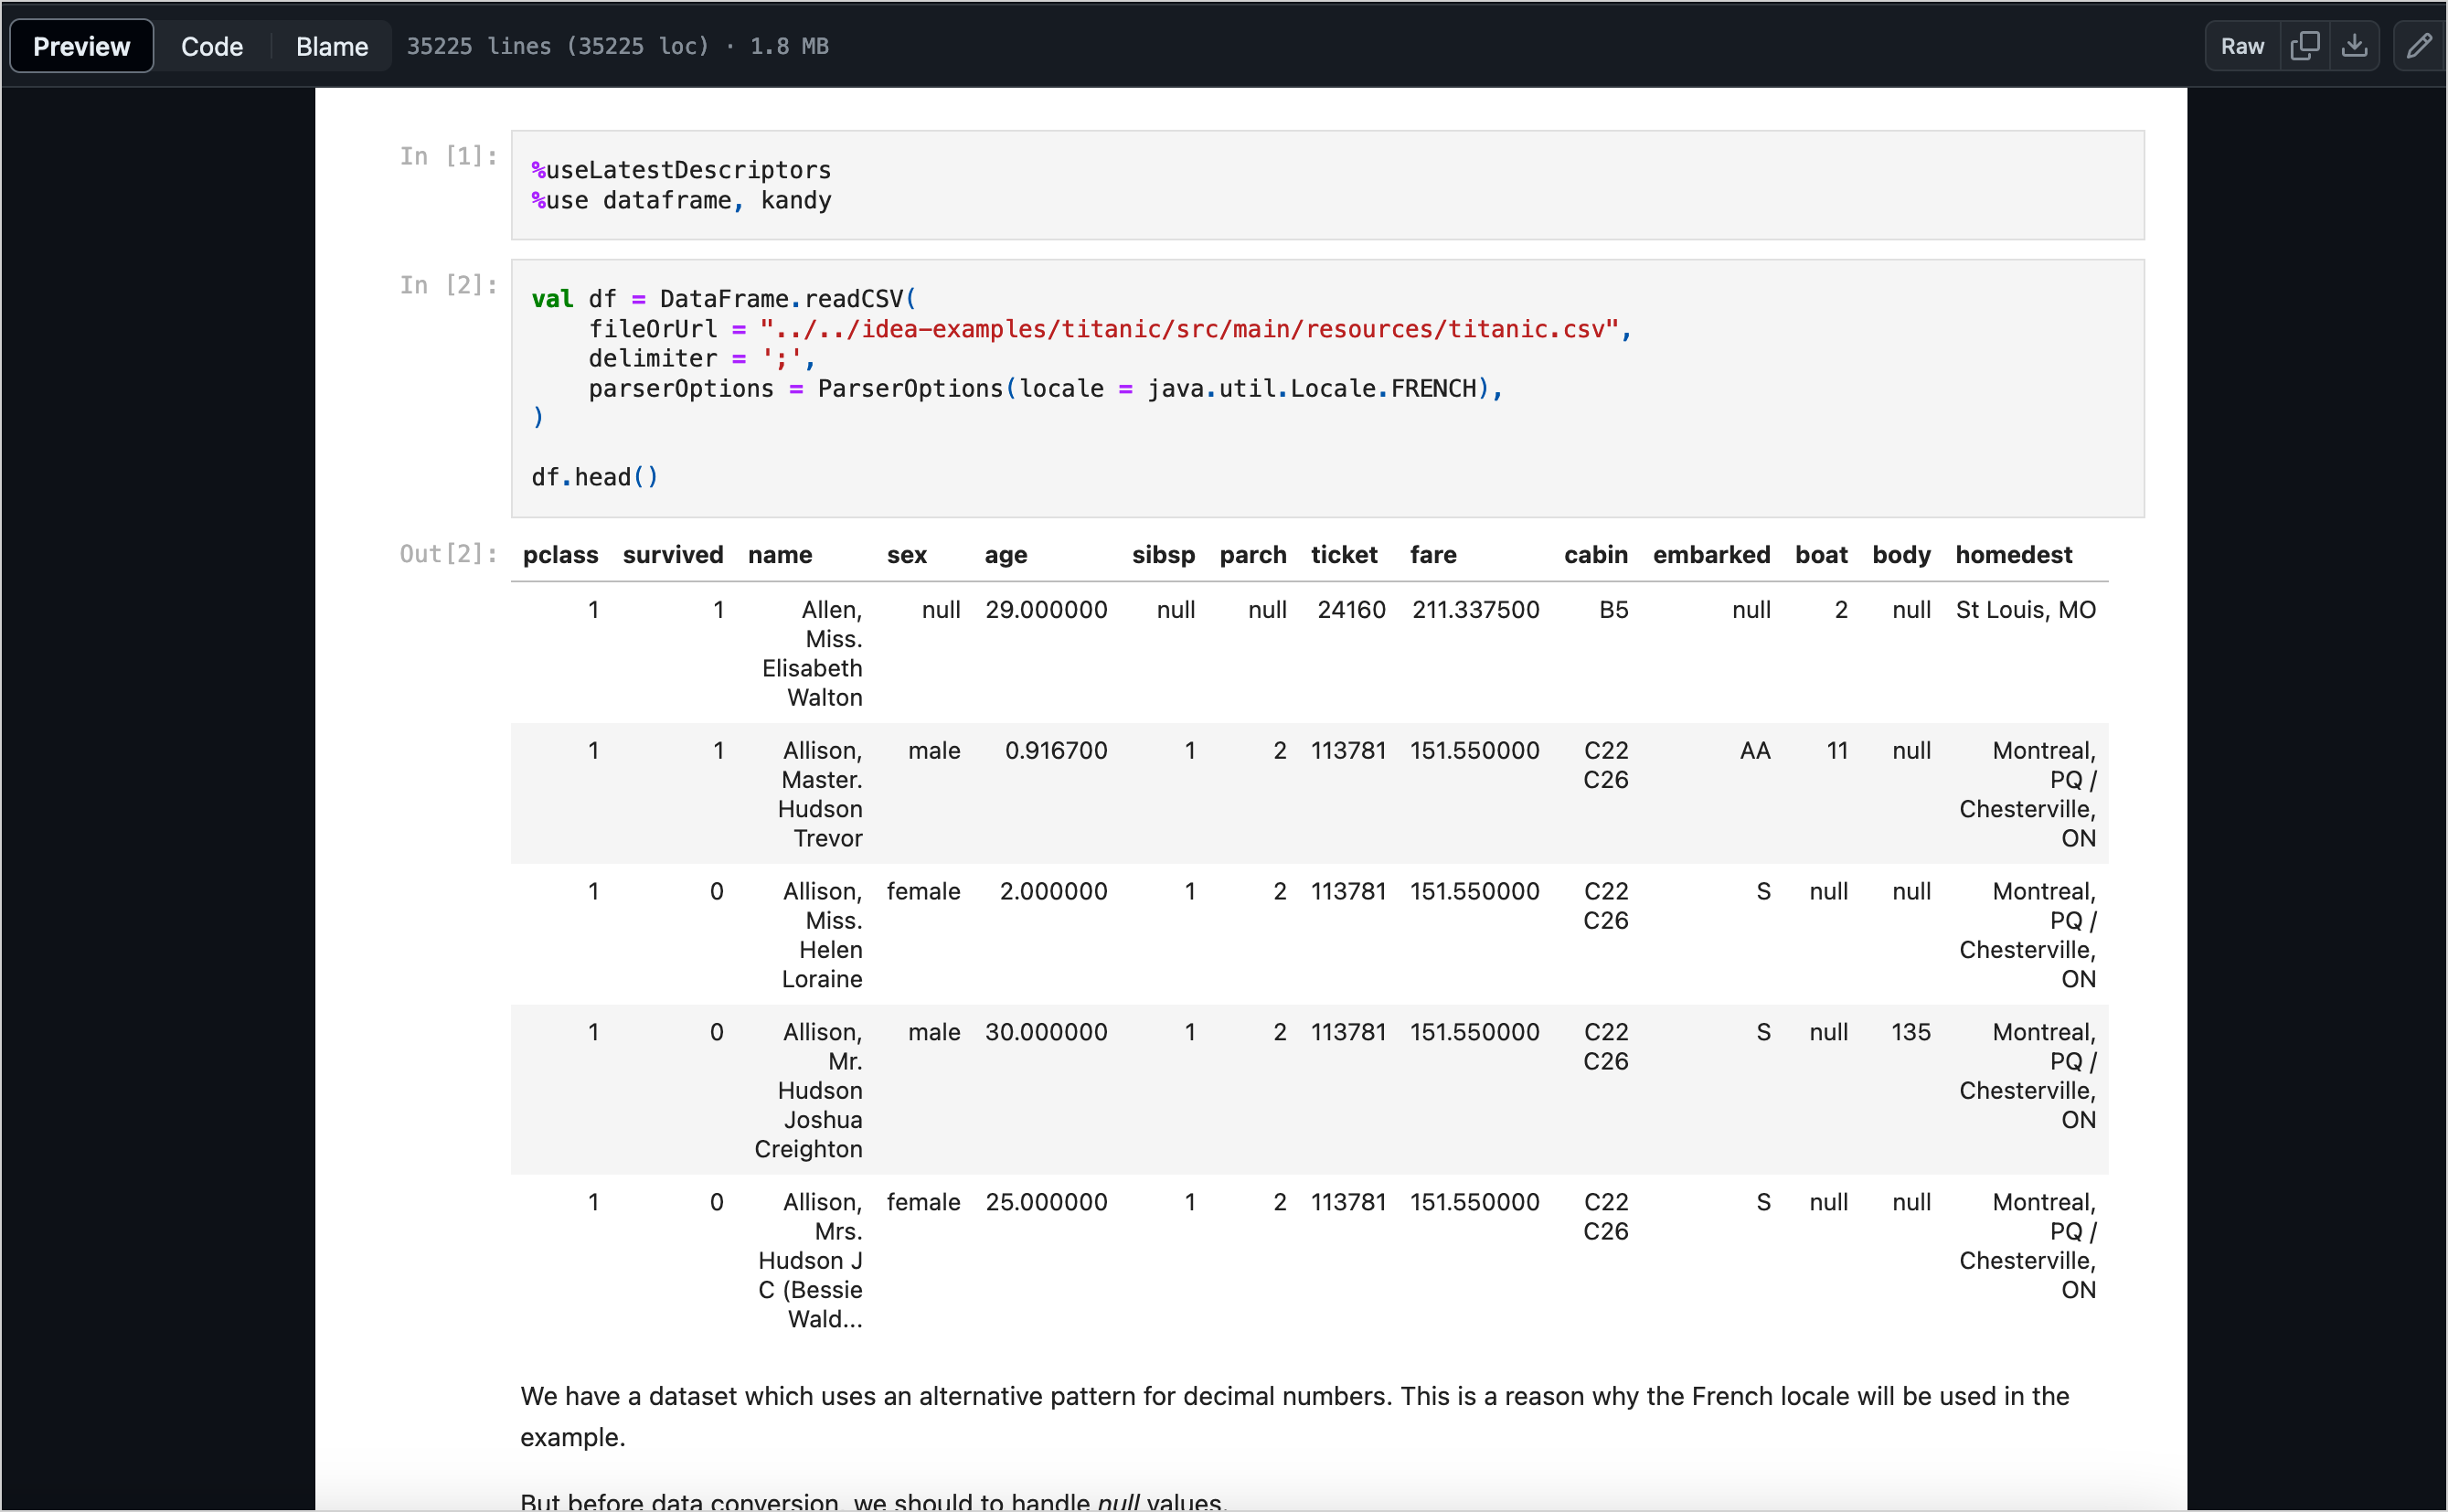 Preview Code Blame 35225 lines (35225 loc) · 1.8 MB Raw
In [1]:
%useLatestDescriptors
%use dataframe, kandy
In [2]:
val df = DataFrame.readCSV(
    fileOrUrl = "../../idea-examples/titanic/src/main/resources/titanic.csv",
    delimiter = ';',
    parserOptions = ParserOptions(locale = java.util.Locale.FRENCH),
)
df.head()
Out[2]:
pclass survived name sex age sibsp parch ticket fare cabin embarked boat body homedest
1 1 Allen, null 29.000000 null null 24160 211.337500 B5 null 2 null St Louis, MO
Miss.
Elisabeth
Walton
1 1 Allison, male 0.916700 1 2 113781 151.550000 C22 AA 11 null Montreal,
Master. C26 PQ /
Hudson Chesterville,
Trevor ON
1 0 Allison, female 2.000000 1 2 113781 151.550000 C22 S null null Montreal,
Miss. C26 PQ /
Helen Chesterville,
Loraine ON
1 0 Allison, male 30.000000 1 2 113781 151.550000 C22 S null 135 Montreal,
Mr. C26 PQ /
Hudson Chesterville,
Joshua ON
Creighton
1 0 Allison, female 25.000000 1 2 113781 151.550000 C22 S null null Montreal,
Mrs. C26 PQ /
Hudson J Chesterville,
C (Bessie ON
Wald...
We have a dataset which uses an alternative pattern for decimal numbers. This is a reason why the French locale will be used in the
example.
But before data conversion, we should to handle null values.